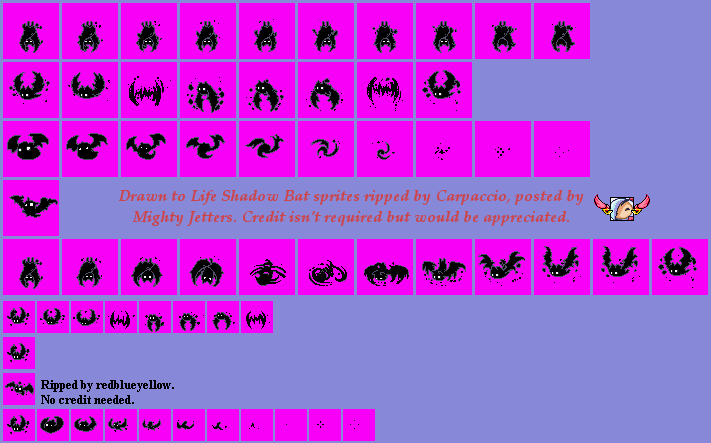 Drawn to Life Shadow Bat sprites ripped by Carpaccio, posted by
Mighty Jetters. Credit isn't required but would be appreciated.
Ripped by redblueyellow.
No credit needed.